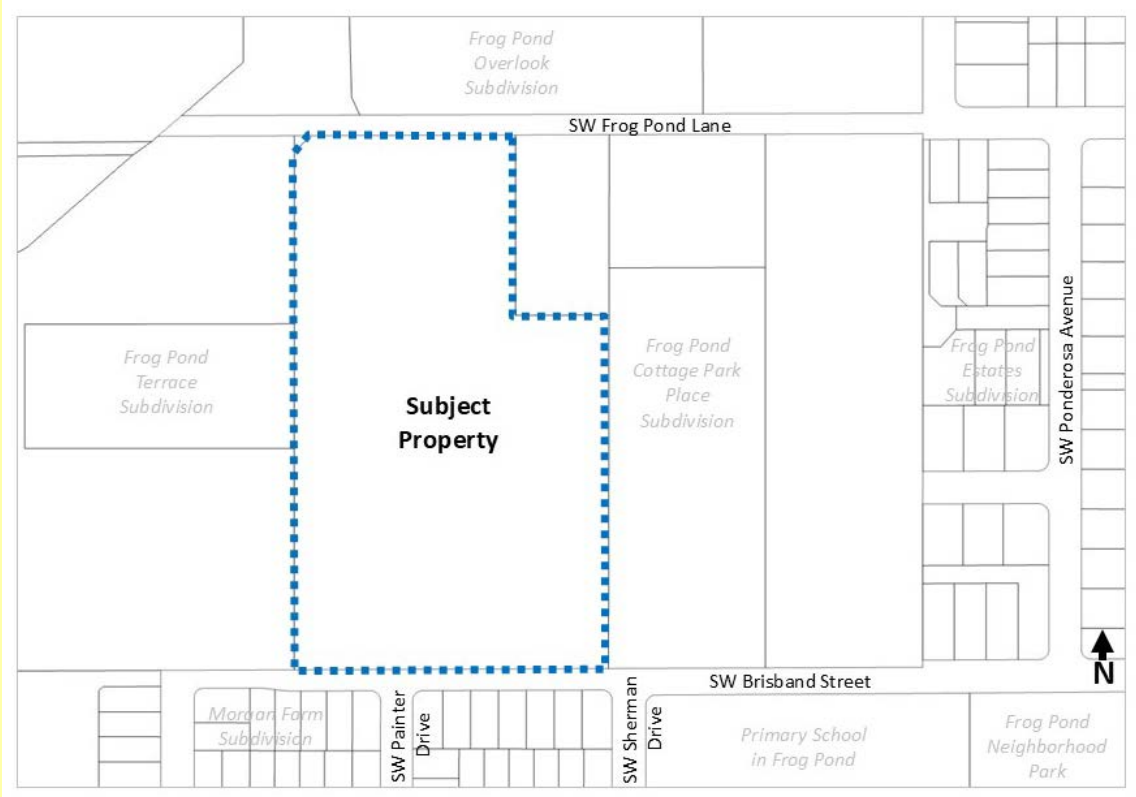 Frog Pond
Overlook
Subdivision
SW Frog Pond Lane
Frog Pond
Terrace
Subdivision
Subject
Property
Frog Pond
Cottage Park
Place
Subdivision
Frog Pond
Estates
Subdivision
SW Ponderosa Avenue
N
SW Brisband Street
Morgan Farm
Subdivision
SW Painter
Drive
SW Sherman
Drive
Primary School
in Frog Pond
Frog Pond
Neighborhood
Park